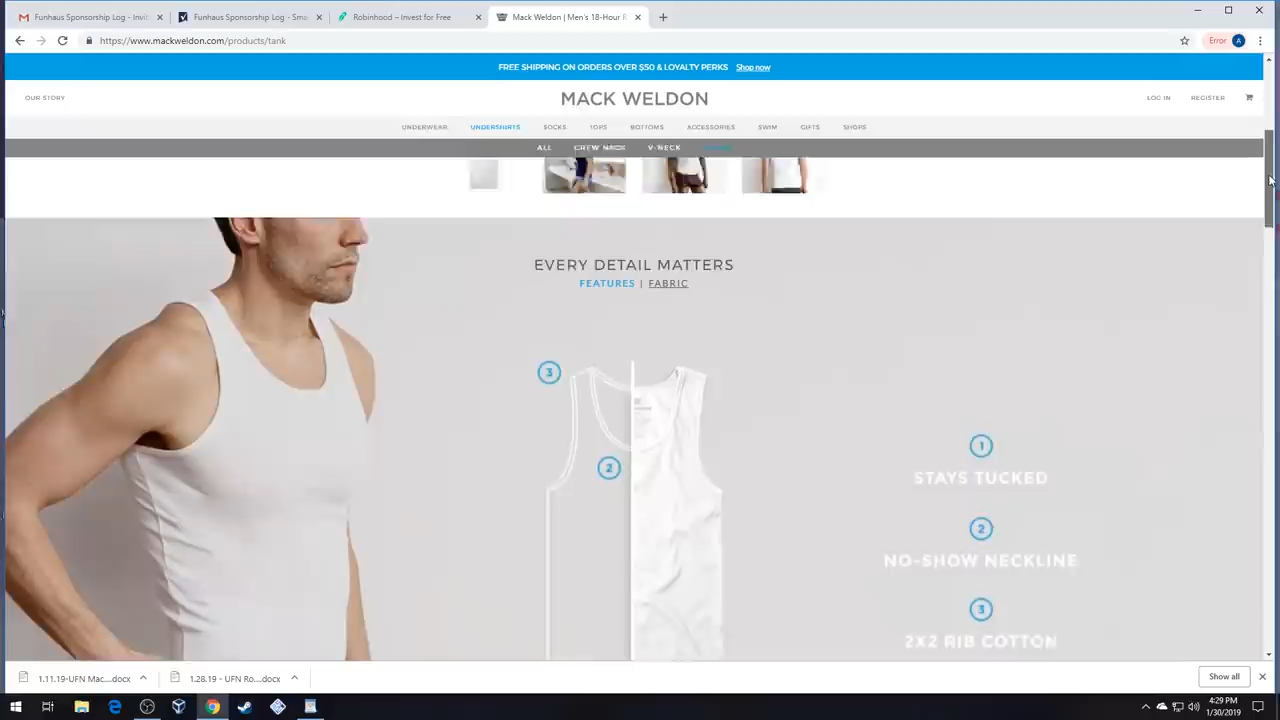 Funhaus Sponsorship Log - Invit
Funhaus Sponsorship Log - Sma
Robinhood – Invest for Free
Mack Weldon | Men's 18-Hour R
https://www.mackweldon.com/products/tank
Error
A
FREE SHIPPING ON ORDERS OVER $50 & LOYALTY PERKS Shop now
OUR STORY
MACK WELDON
LOG IN
REGISTER
UNDERWEAR
UNDERSHIRTS
SOCKS
TOPS
BOTTOMS
ACCESSORIES
SWIM
GIFTS
SHOPS
ALL
CREW NECK
V-NECK
EVERY DETAIL MATTERS
FEATURES | FABRIC
3
2
1
STAYS TUCKED
2
NO-SHOW NECKLINE
3
2X2 RIB COTTON
1.11.19-UFN Mac....docx
1.28.19 - UFN Ro....docx
Show all
4:29 PM
1/30/2019